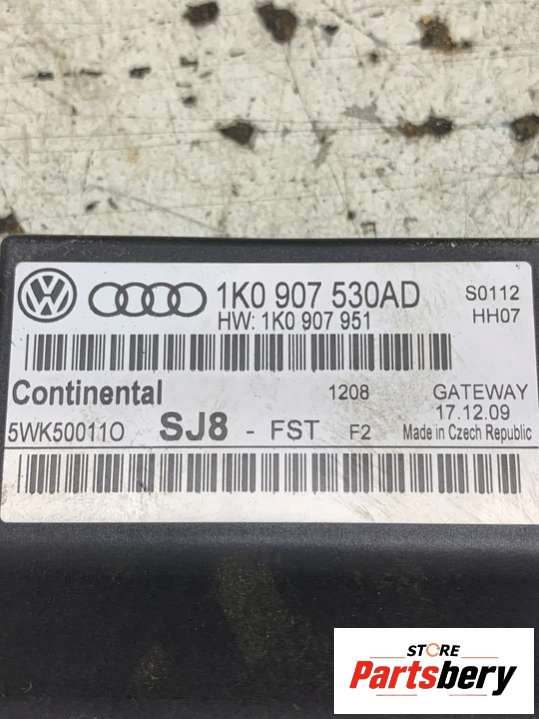 1K0 907 530AD S0112
HW: 1K0 907 951 HH07
Continental 1208 GATEWAY
17.12.09
5WK50011O SJ8 - FST F2 Made in Czech Republic
STORE
Partsbery